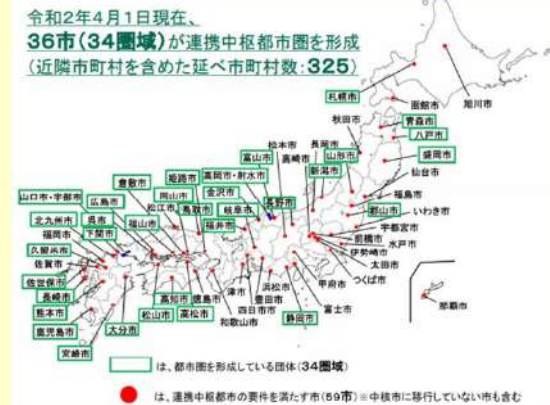 令和2年4月1日現在、
36市(34圏域)が連携中枢都市圏を形成
(近隣市町村を含めた延べ市町村数:325)
札幌市
函館市
旭川市
秋田市
青森市
八戸市
盛岡市
仙台市
松本市
長岡市
富山市
高崎市
山形市
新潟市
倉敷市
姫路市
高岡市・射水市
福島市
山口市・宇部市
広島市
岡山市
金沢市
長野市
郡山市
いわき市
松江市
鳥取市
岐阜市
北九州市
呉市
福山市
福井市
宇都宮市
福岡市
下関市
前橋市
水戸市
久留米市
伊勢崎市
佐賀市
太田市
佐世保市
つくば市
長崎市
高知市
徳島市
津市
浜松市
甲府市
熊本市
豊田市
富士市
那覇市
鹿児島市
大分市
松山市
高松市
四日市市
静岡市
和歌山市
宮崎市
は、都市圏を形成している団体(34圏域)
は、連携中枢都市の要件を満たす市(59市)※中核市に移行していない市も含む